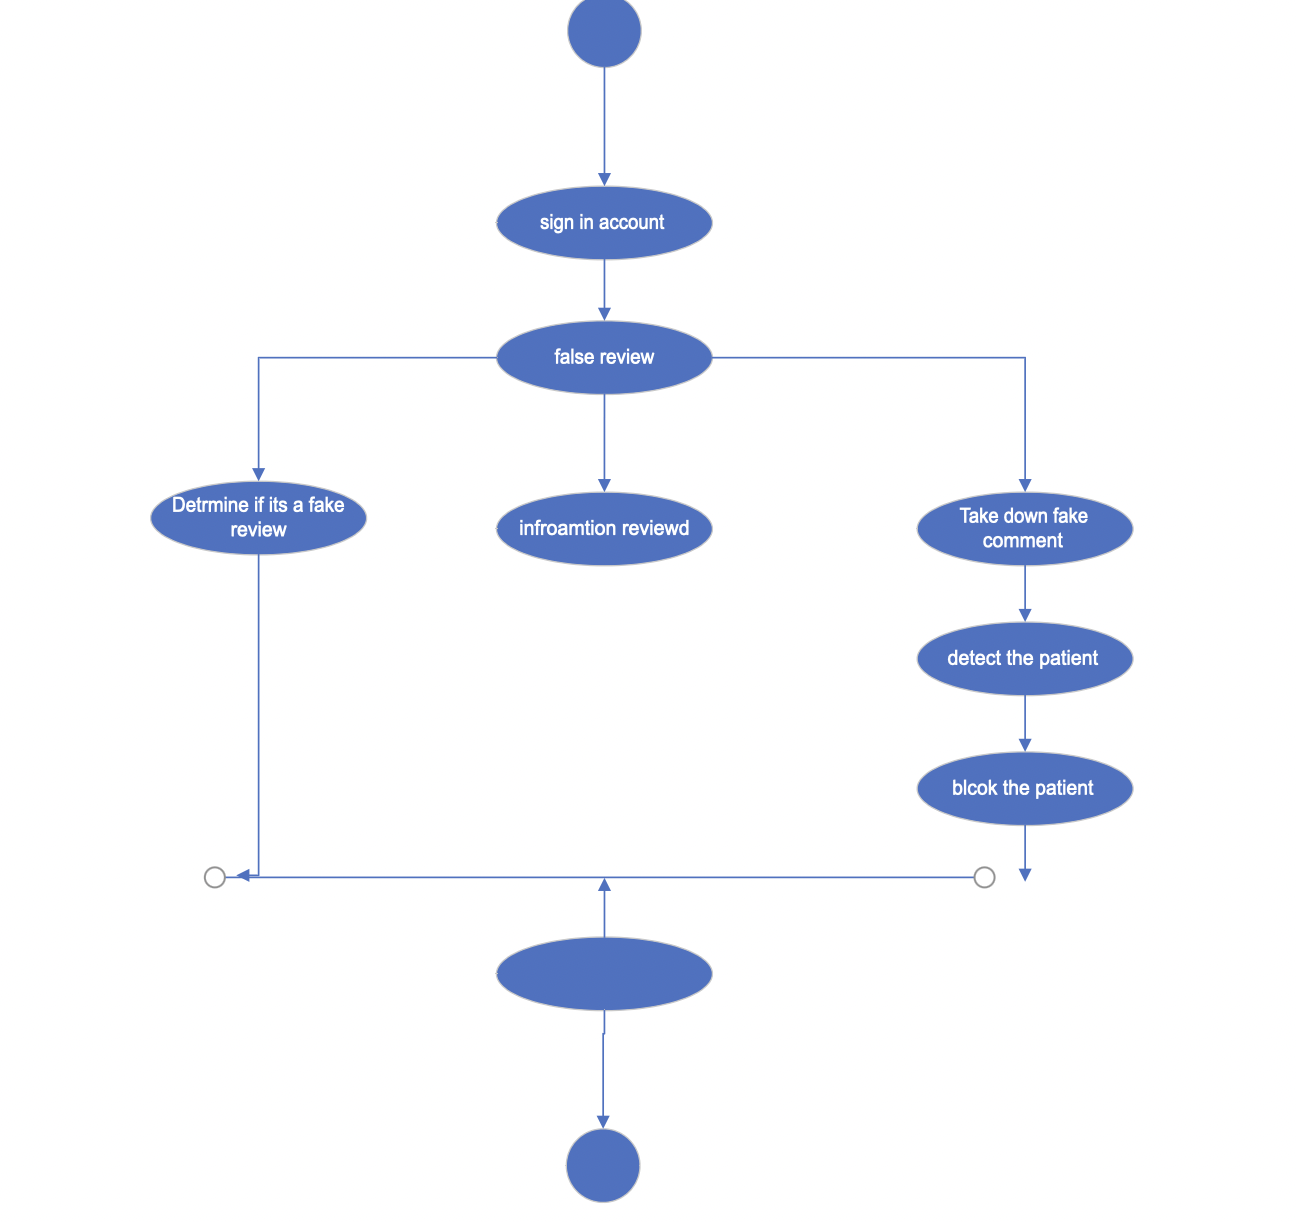 sign in account
false review
Detrmine if its a fake
review
infroamtion reviewd
Take down fake
comment
detect the patient
blcok the patient